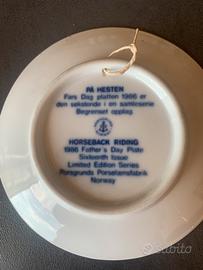 PÅ HESTEN
Fars Dag platten 1986 er
den sekstende i en samleserie
Begrenset opplag.
HORSEBACK RIDING
1986 Father's Day Plate
Sixteenth Issue
Limited Edition Series
Porsgrunds Porselænsfabrik
Norway
subito